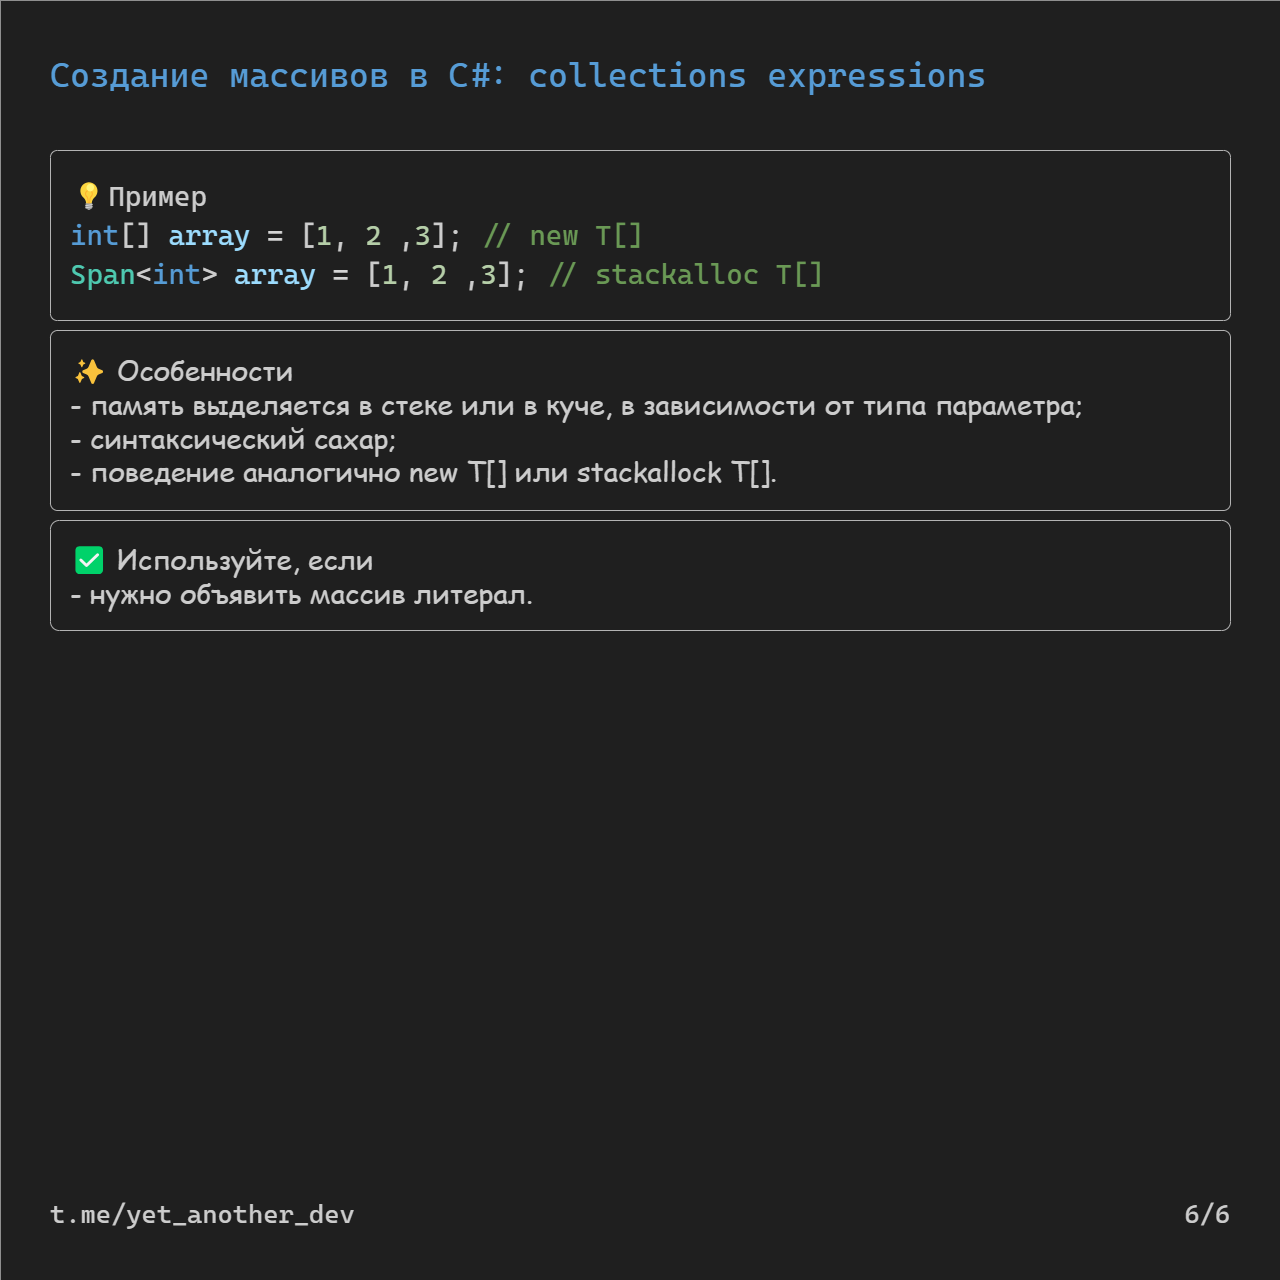 Создание массивов в C#: collections expressions
💡Пример
int[] array = [1, 2 ,3]; // new T[]
Span<int> array = [1, 2 ,3]; // stackalloc T[]
✨ Особенности
- память выделяется в стеке или в куче, в зависимости от типа параметра;
- синтаксический сахар;
- поведение аналогично new T[] или stackallock T[].
✅ Используйте, если
- нужно объявить массив литерал.
t.me/yet_another_dev
6/6